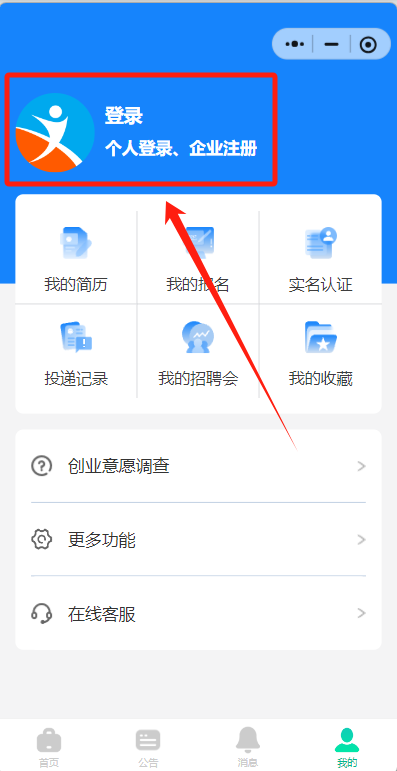 登录
个人登录、企业注册
我的简历
我的报名
实名认证
投递记录
我的招聘会
我的收藏
创业意愿调查
更多功能
在线客服
首页
公告
消息
我的